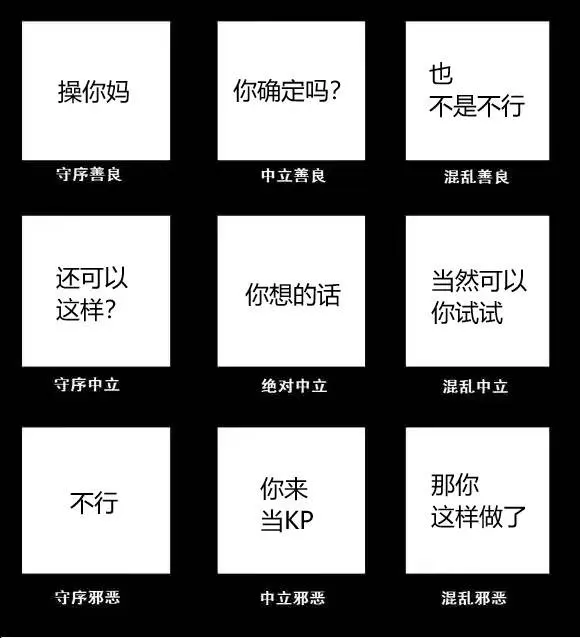 操你妈
你确定吗？
也
不是不行
守序善良
中立善良
混乱善良
还可以
这样？
你想的话
当然可以
你试试
守序中立
绝对中立
混乱中立
不行
你来
当KP
那你
这样做了
守序邪恶
中立邪恶
混乱邪恶